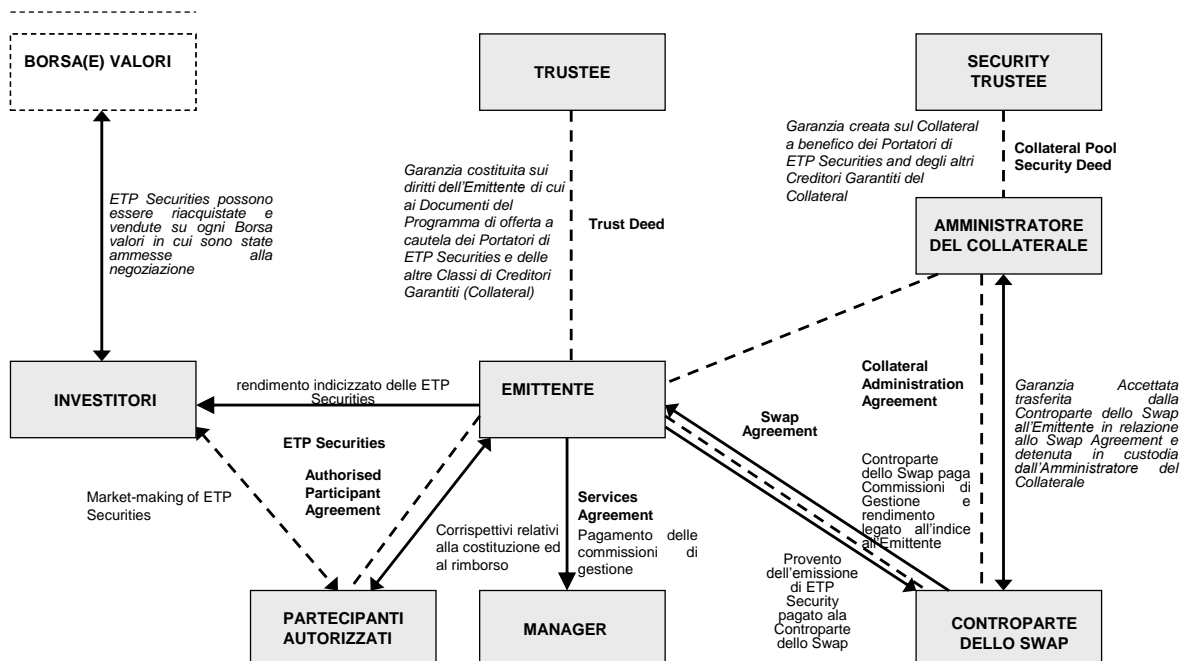 BORSA(E) VALORI
TRUSTEE
SECURITY
TRUSTEE
ETP Securities possono
essere riacquistate e
vendute su ogni Borsa
valori in cui sono state
ammesse alla
negoziazione
Garanzia costituita sui
diritti dell'Emittente di cui
ai Documenti del
Programma di offerta a
cautela dei Portatori di
ETP Securities e delle
altre Classi di Creditori
Garantiti (Collateral)
Trust Deed
Garanzia creata sul Collateral
a benefico dei Portatori di
ETP Securities and degli altri
Creditori Garantiti del
Collateral
Collateral Pool
Security Deed
AMMINISTRATORE
DEL COLLATERALE
INVESTITORI
rendimento indicizzato delle ETP
Securities
EMITTENTE
ETP Securities
Authorised
Participant
Agreement
Market-making of ETP
Securities
Corrispettivi relativi
alla costituzione ed
al rimborso
Services
Agreement
Pagamento delle
commissioni di
gestione
Swap
Agreement
Collateral
Administration
Agreement
Controparte
dello Swap paga
Commissioni di
Gestione e
rendimento
legato all'indice
all'Emittente
Garanzia Accettata
trasferita dalla
Controparte dello Swap
all'Emittente in relazione
allo Swap Agreement e
detenuta in custodia
dall'Amministratore del
Collaterale
Provento
dell'emissione
di ETP
Security
pagato ala
Controparte
dello Swap
PARTECIPANTI
AUTORIZZATI
MANAGER
CONTROPARTE
DELLO SWAP